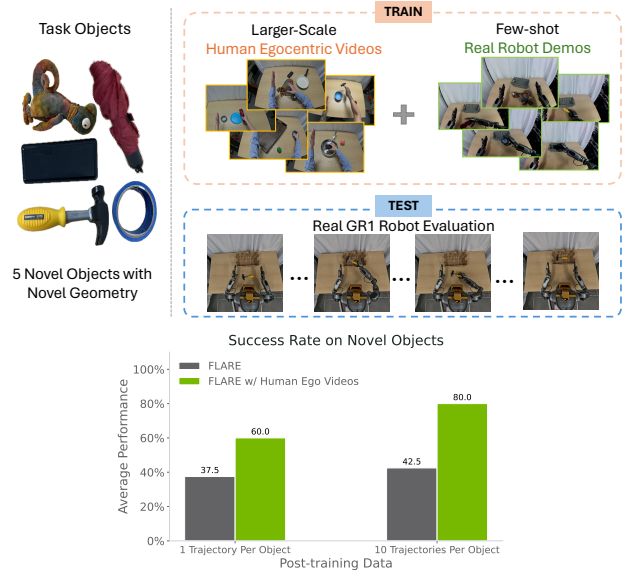 Task Objects
5 Novel Objects with
Novel Geometry
TRAIN
Larger-Scale
Human Egocentric Videos
+
Few-shot
Real Robot Demos
TEST
Real GR1 Robot Evaluation
... ... ...
Success Rate on Novel Objects
FLARE
FLARE w/ Human Ego Videos
Average Performance
100%
80%
60%
40%
20%
0%
37.5
60.0
42.5
80.0
1 Trajectory Per Object
10 Trajectories Per Object
Post-training Data